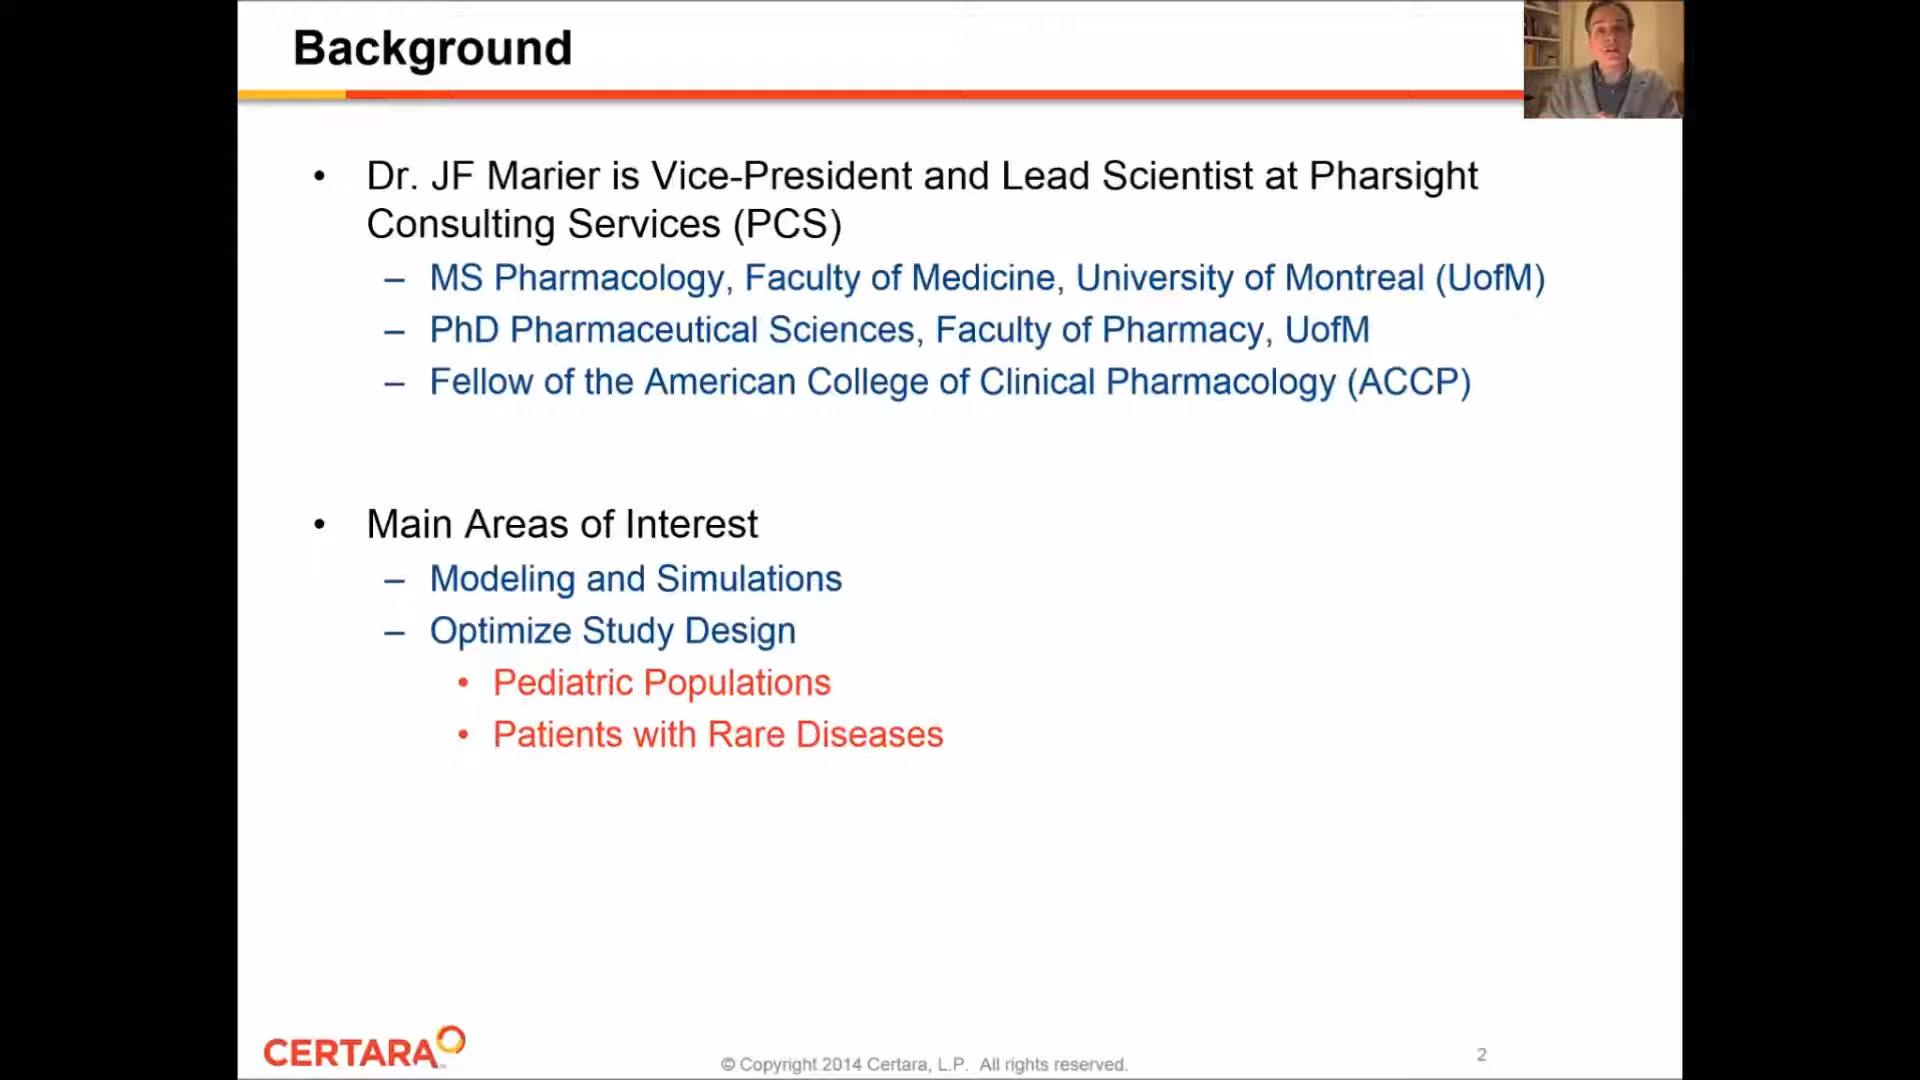 Background
• Dr. JF Marier is Vice-President and Lead Scientist at Pharsight
Consulting Services (PCS)
– MS Pharmacology, Faculty of Medicine, University of Montreal (UofM)
– PhD Pharmaceutical Sciences, Faculty of Pharmacy, UofM
– Fellow of the American College of Clinical Pharmacology (ACCP)
• Main Areas of Interest
– Modeling and Simulations
– Optimize Study Design
• Pediatric Populations
• Patients with Rare Diseases
CERTARA
© Copyright 2014 Certara, L.P. All rights reserved.
2